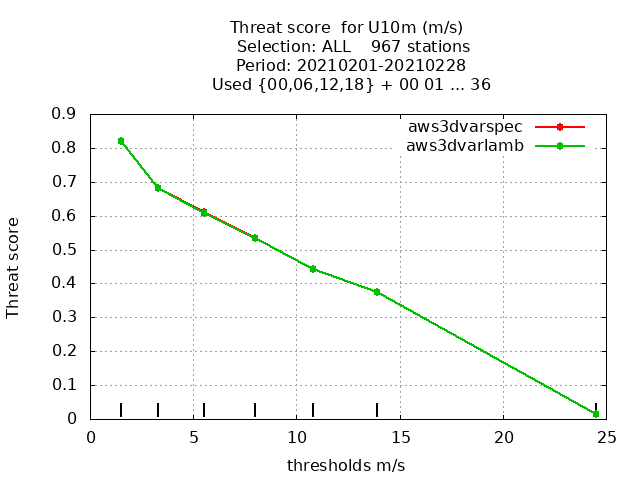 Threat score  for U10m (m/s)
Selection: ALL    967 stations
Period: 20210201-20210228
Used {00,06,12,18} + 00 01 ... 36
aws3dvarspec
aws3dvarlamb
0.9
0.8
0.7
0.6
0.5
0.4
0.3
0.2
0.1
0
Threat score
0 5 10 15 20 25
thresholds m/s